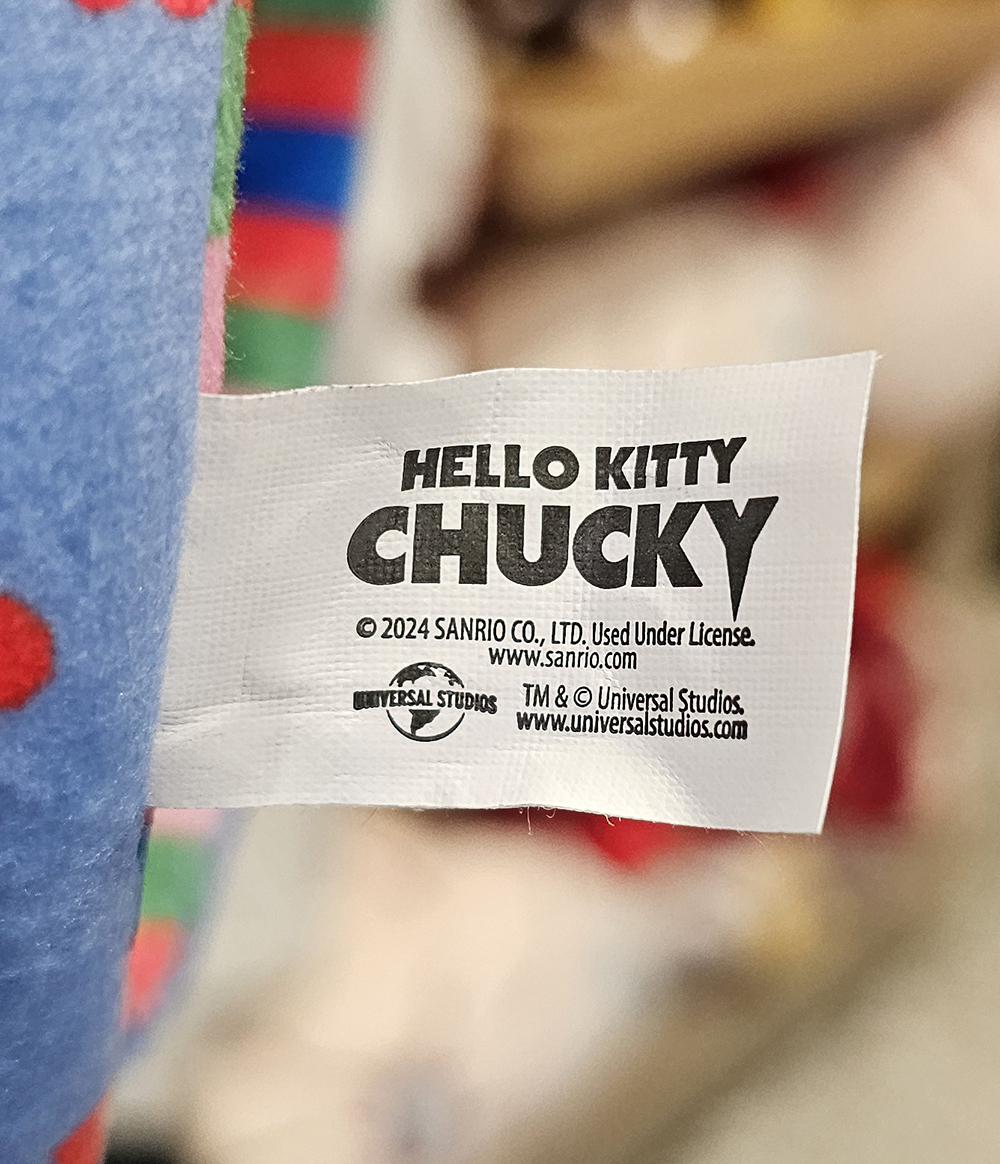 HELLO KITTY
CHUCKY
© 2024 SANRIO CO., LTD. Used Under License.
www.sanrio.com
UNIVERSAL STUDIOS
TM & © Universal Studios.
www.universalstudios.com